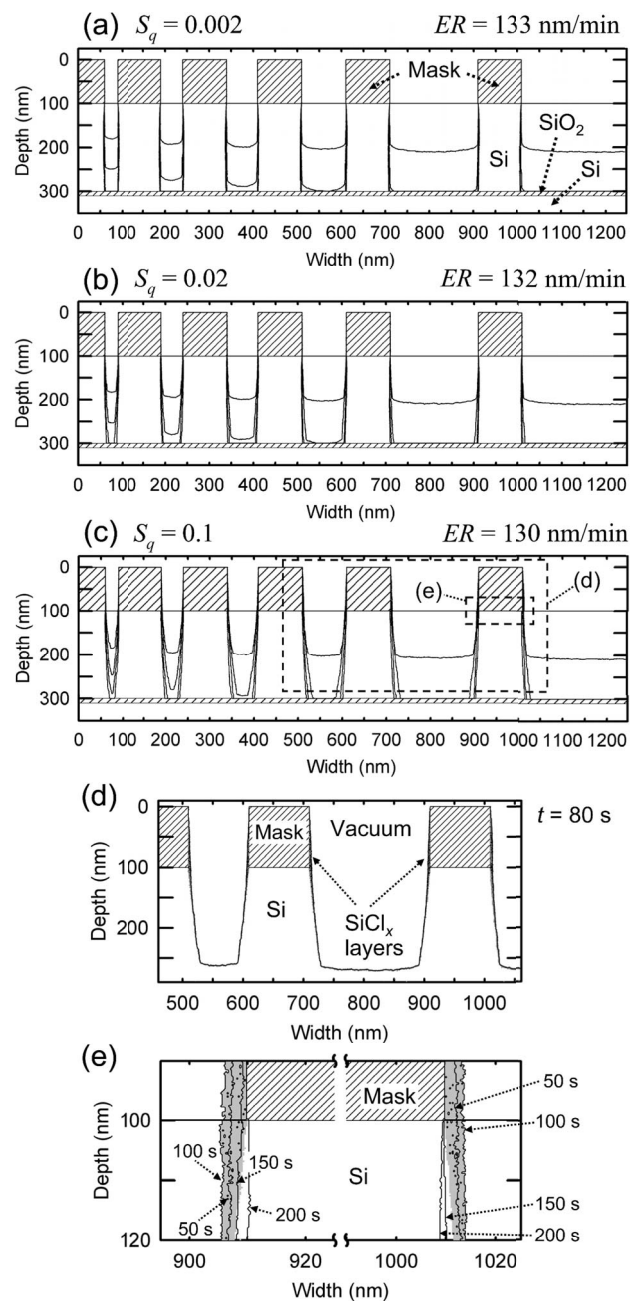 (a) S_q = 0.002 ER = 133 nm/min
Mask
SiO₂
Si
Si
0
100
200
300
Depth (nm)
0 100 200 300 400 500 600 700 800 900 1000 1100 1200
Width (nm)
(b) S_q = 0.02 ER = 132 nm/min
0
100
200
300
Depth (nm)
0 100 200 300 400 500 600 700 800 900 1000 1100 1200
Width (nm)
(c) S_q = 0.1 ER = 130 nm/min
(e)
(d)
0
100
200
300
Depth (nm)
0 100 200 300 400 500 600 700 800 900 1000 1100 1200
Width (nm)
(d)
t = 80 s
Mask Vacuum
Si
SiClₓ
layers
0
100
200
Depth (nm)
500 600 700 800 900 1000
Width (nm)
(e)
Mask
Si
50 s
100 s
100 s
150 s
50 s
200 s
150 s
200 s
100
120
Depth (nm)
900 920 1000 1020
Width (nm)